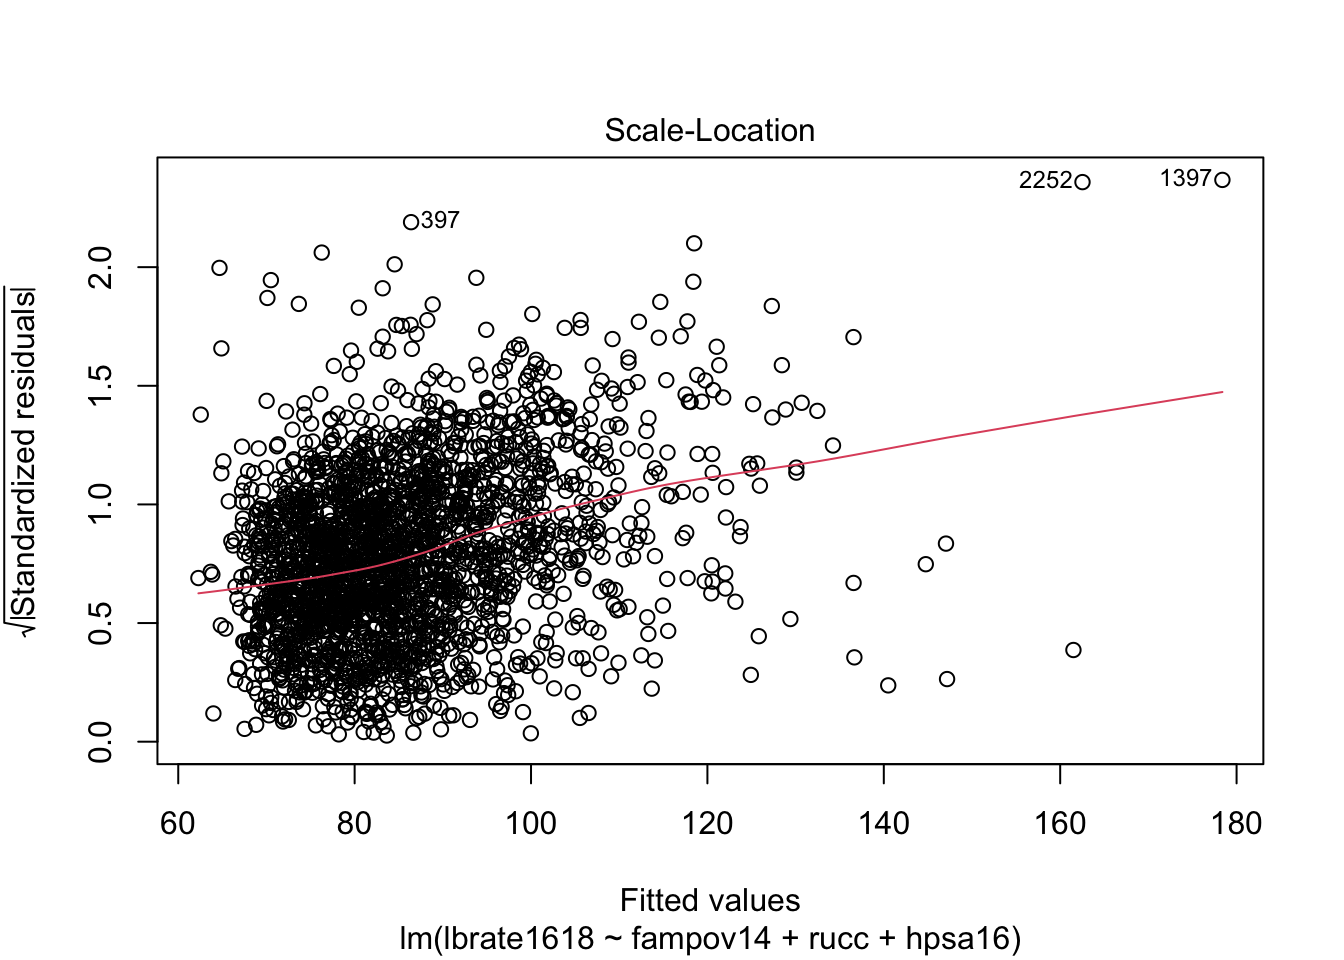 Scale-Location
2252
1397
397
√|Standardized residuals|
2.0
1.5
1.0
0.5
0.0
60 80 100 120 140 160 180
Fitted values
lm(lbrate1618 ~ fampov14 + rucc + hpsa16)